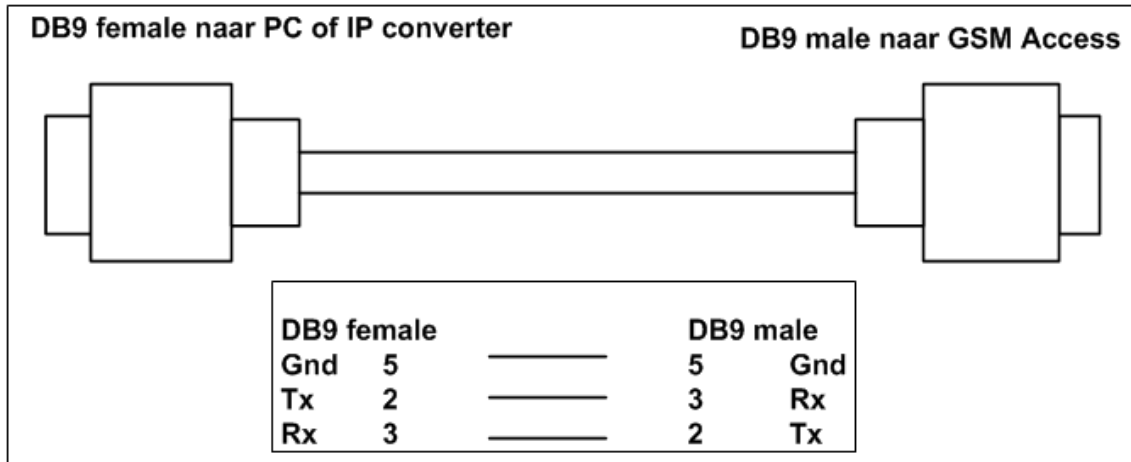 DB9 female naar PC of IP converter
DB9 male naar GSM Access
DB9 female DB9 male
Gnd 5 5 Gnd
Tx 2 3 Rx
Rx 3 2 Tx